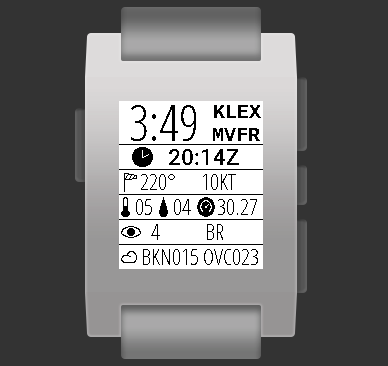 3:49 KLEX
MVFR
20:14Z
220° 10KT
05 04 30.27
4 BR
BKN015 OVC023